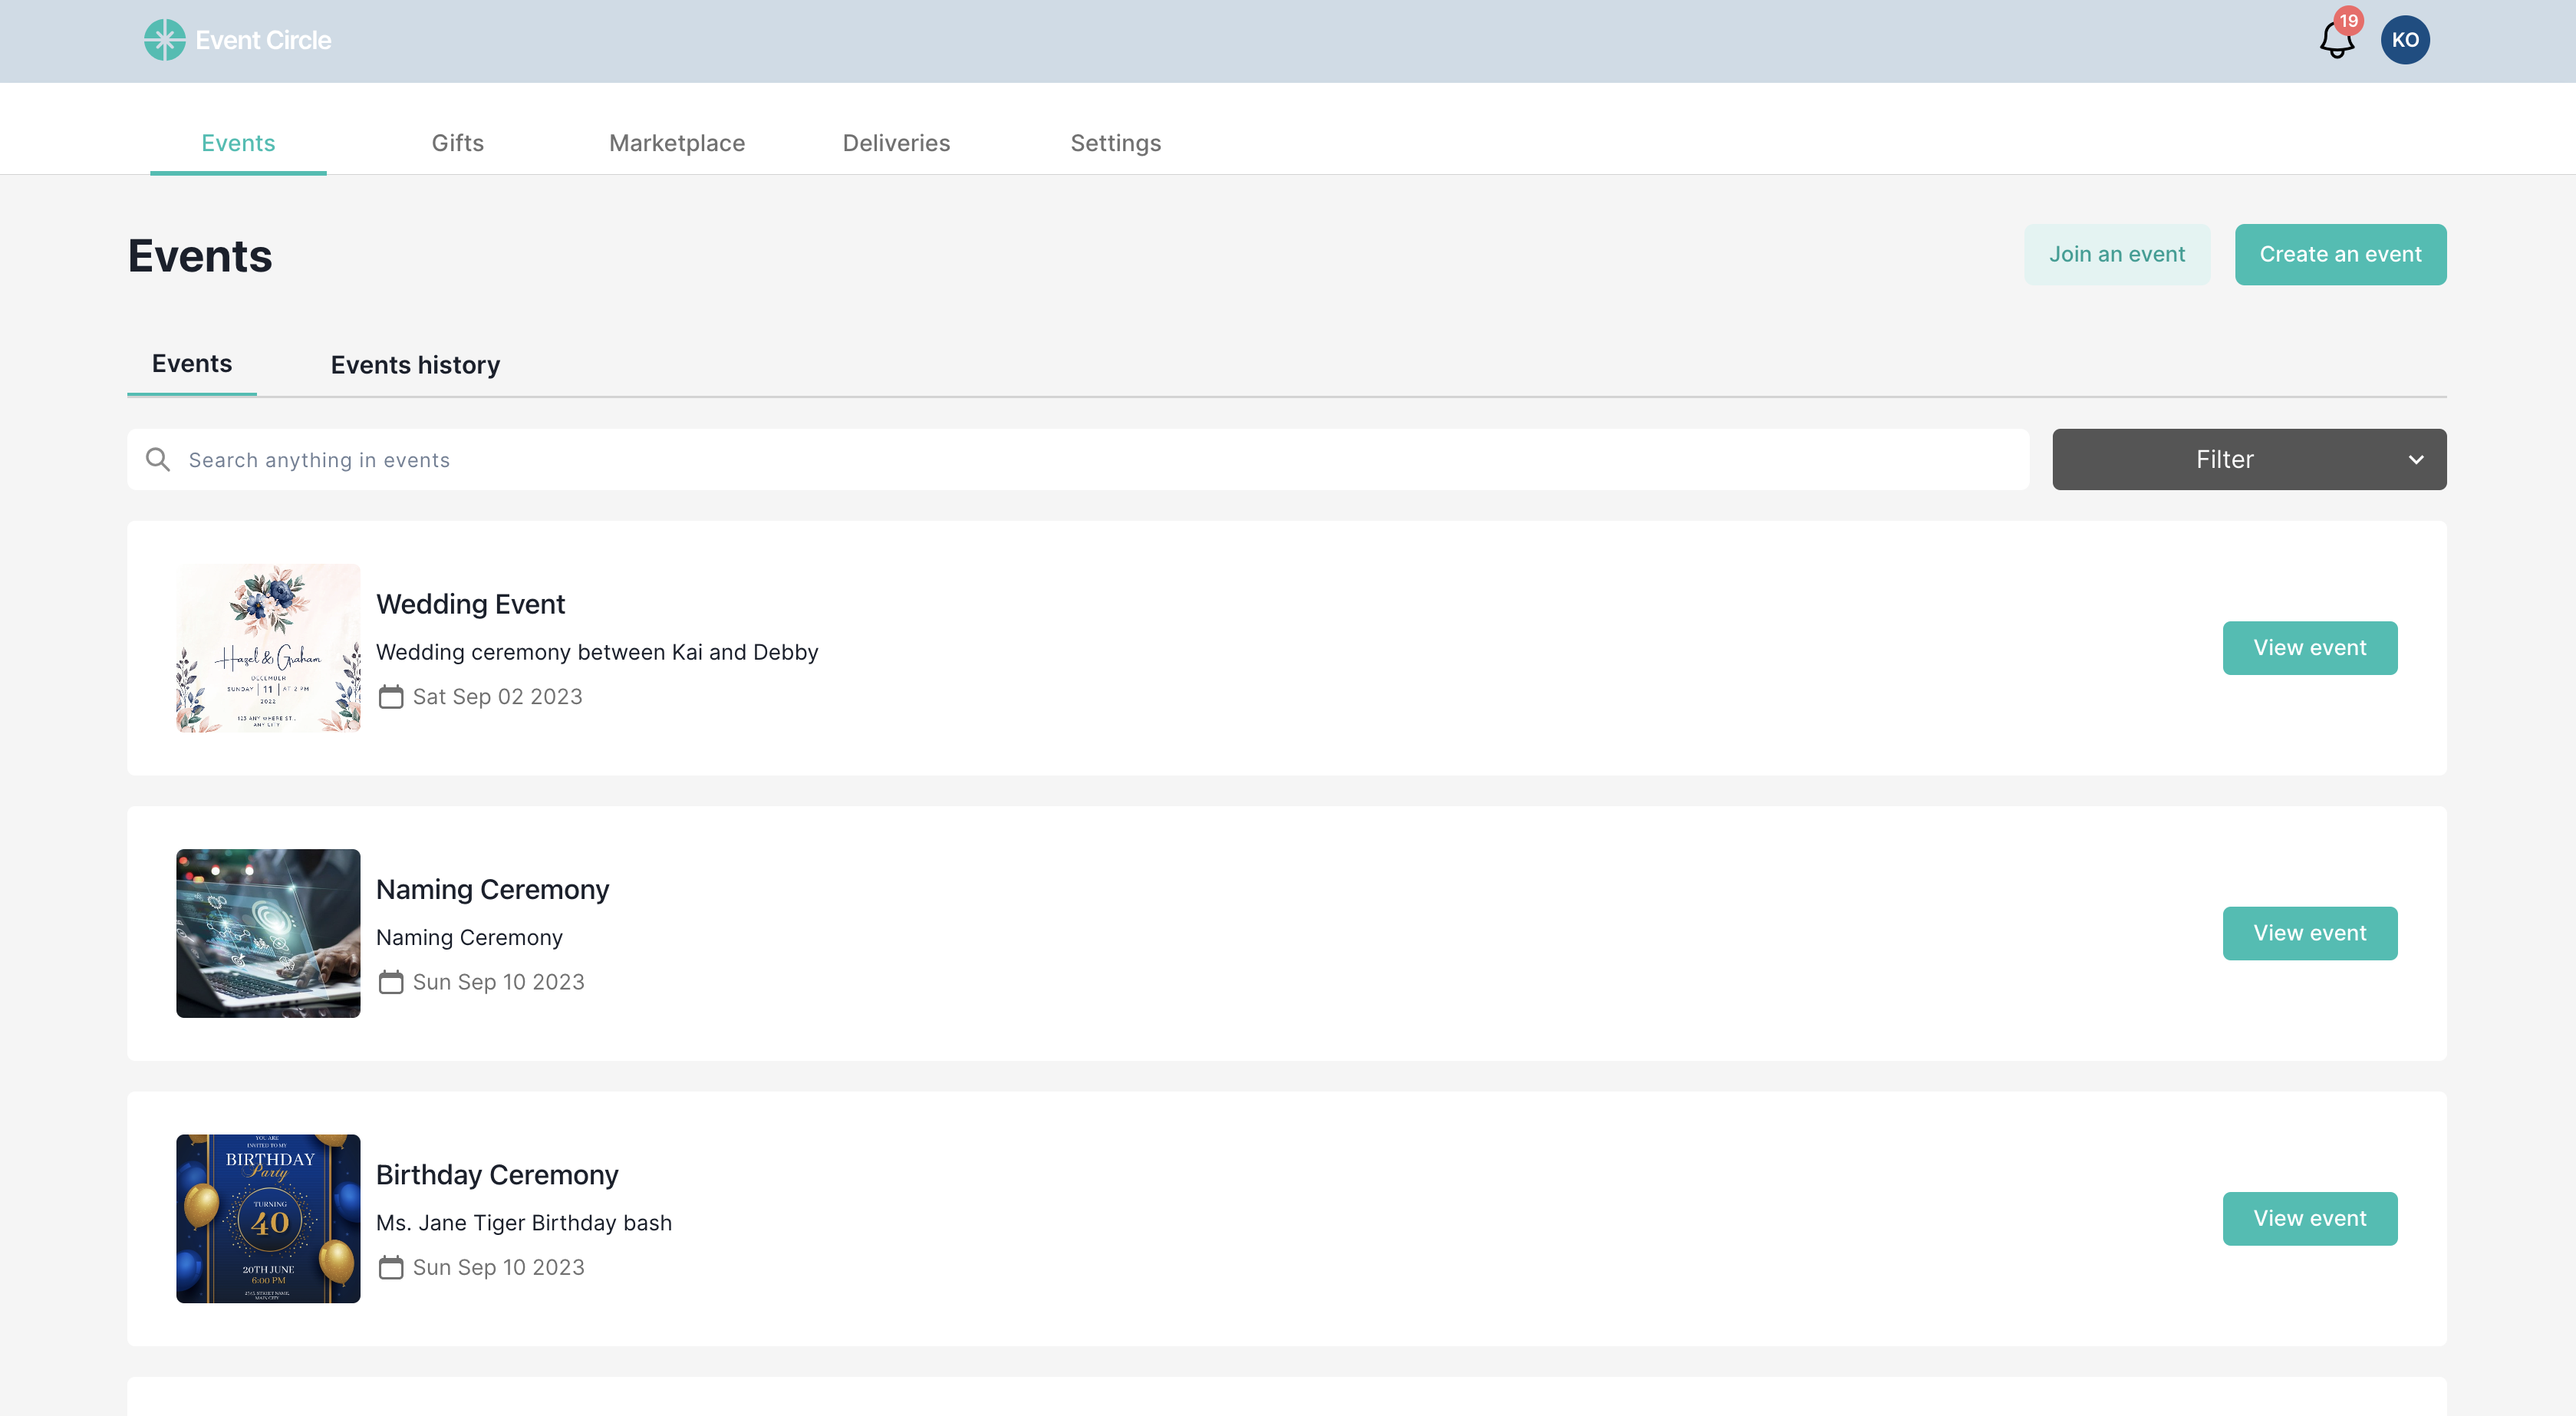 Event Circle
19
KO
Events
Gifts
Marketplace
Deliveries
Settings
Events
Join an event
Create an event
Events
Events history
Search anything in events
Filter
Hazel & Graham
DECEMBER
SUNDAY | 11 | AT 2 PM
2022
123 ANY WHERE ST.,
ANY CITY
Wedding Event
Wedding ceremony between Kai and Debby
Sat Sep 02 2023
View event
Naming Ceremony
Naming Ceremony
Sun Sep 10 2023
View event
YOU ARE
INVITED TO MY
BIRTHDAY
Party
TURNING
40
20TH JUNE
6:00 PM
Birthday Ceremony
Ms. Jane Tiger Birthday bash
Sun Sep 10 2023
View event